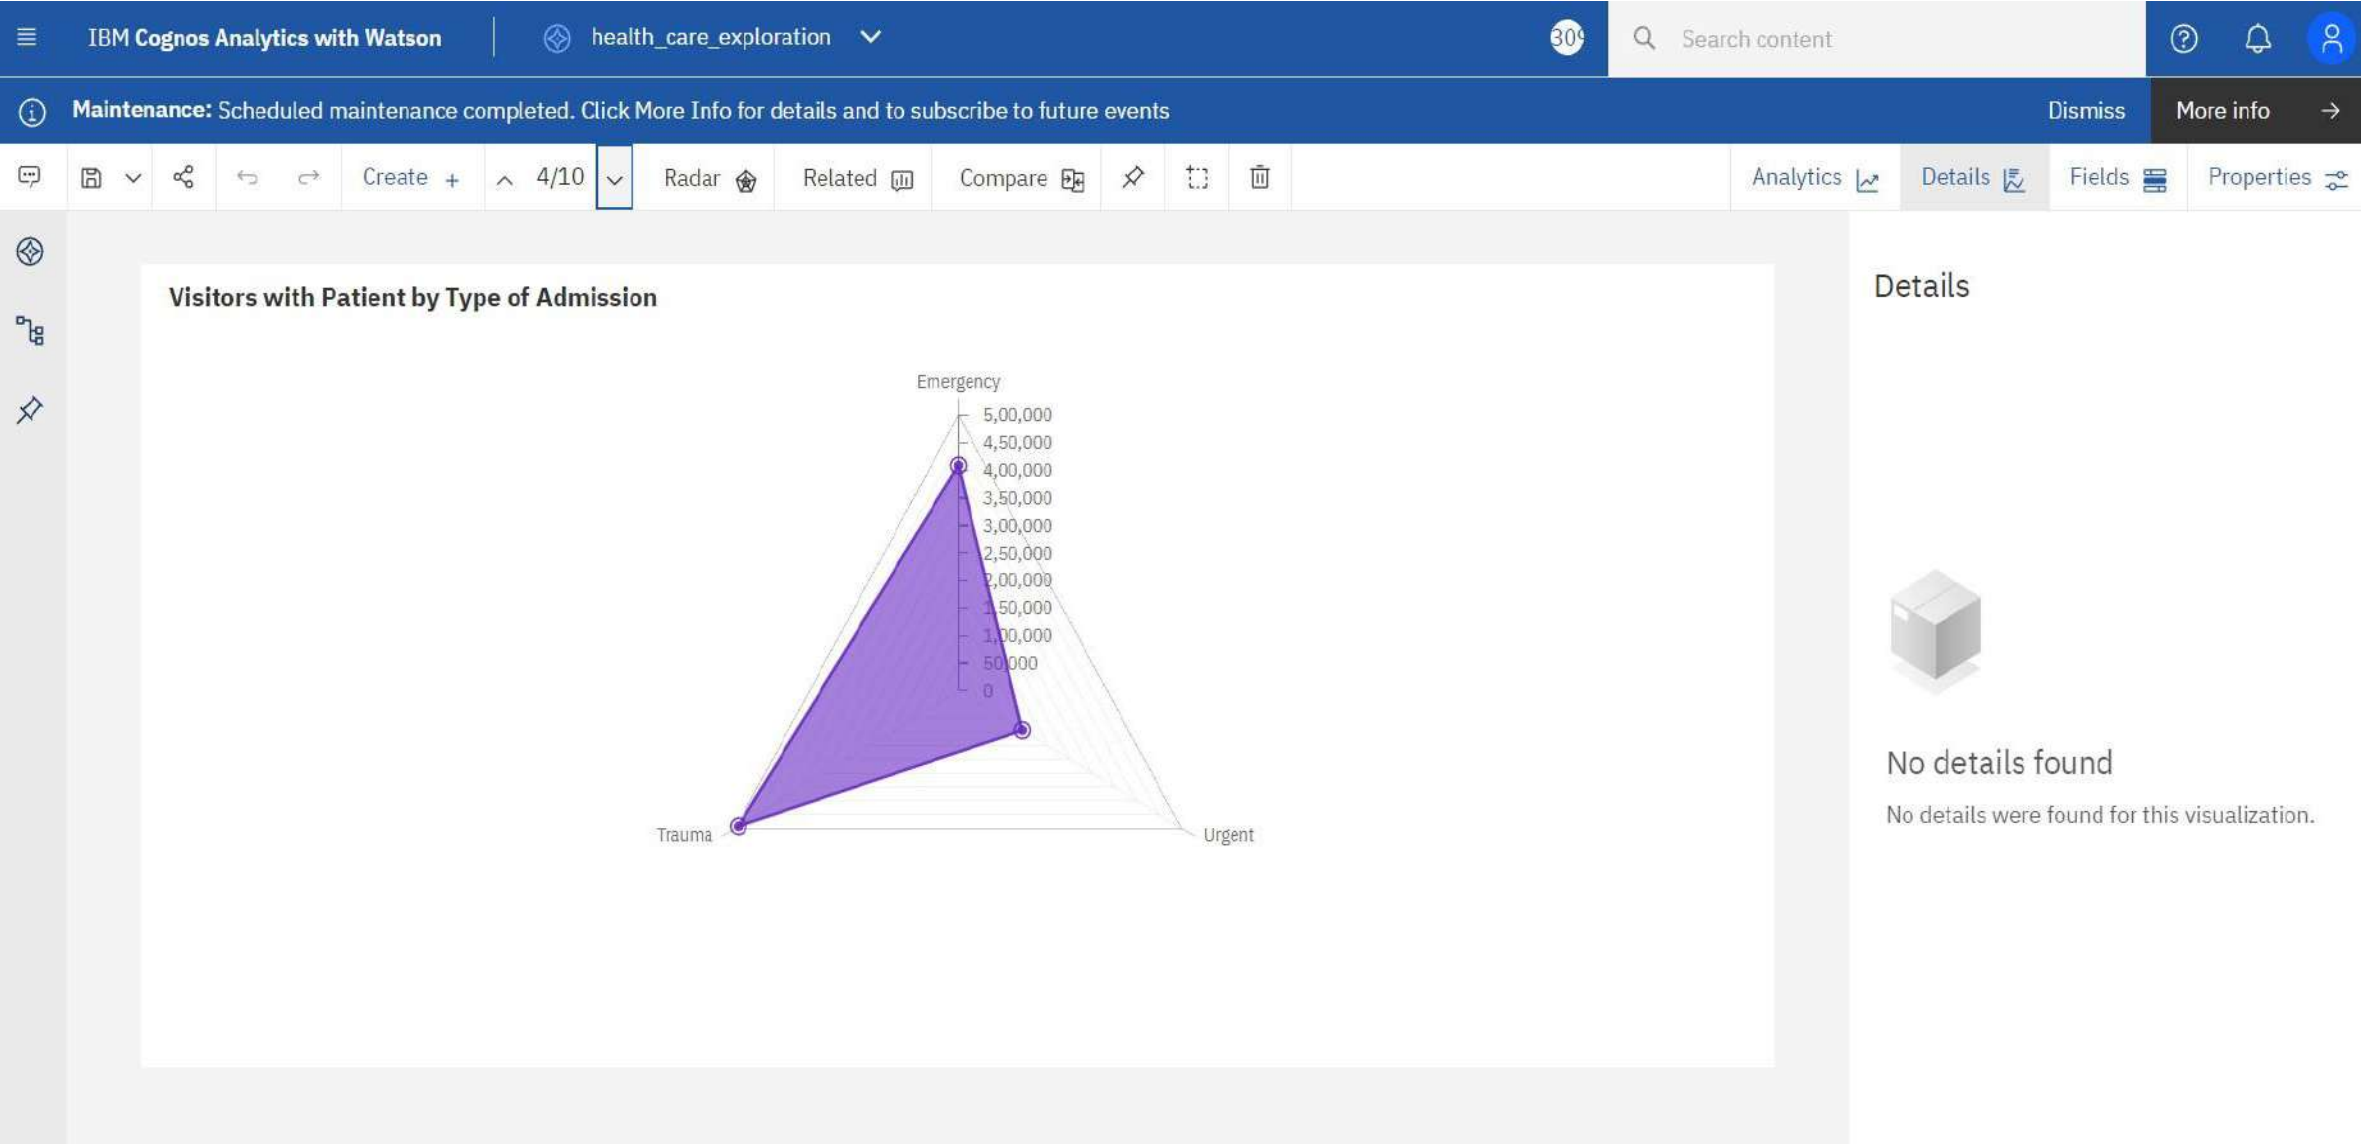 IBM Cognos Analytics with Watson
health_care_exploration
Search content
Maintenance: Scheduled maintenance completed. Click More Info for details and to subscribe to future events
Dismiss
More info
Create
4/10
Radar
Related
Compare
Analytics
Details
Fields
Properties
Visitors with Patient by Type of Admission
Emergency
5,00,000
4,50,000
4,00,000
3,50,000
3,00,000
2,50,000
2,00,000
1,50,000
1,00,000
50,000
0
Trauma
Urgent
Details
No details found
No details were found for this visualization.